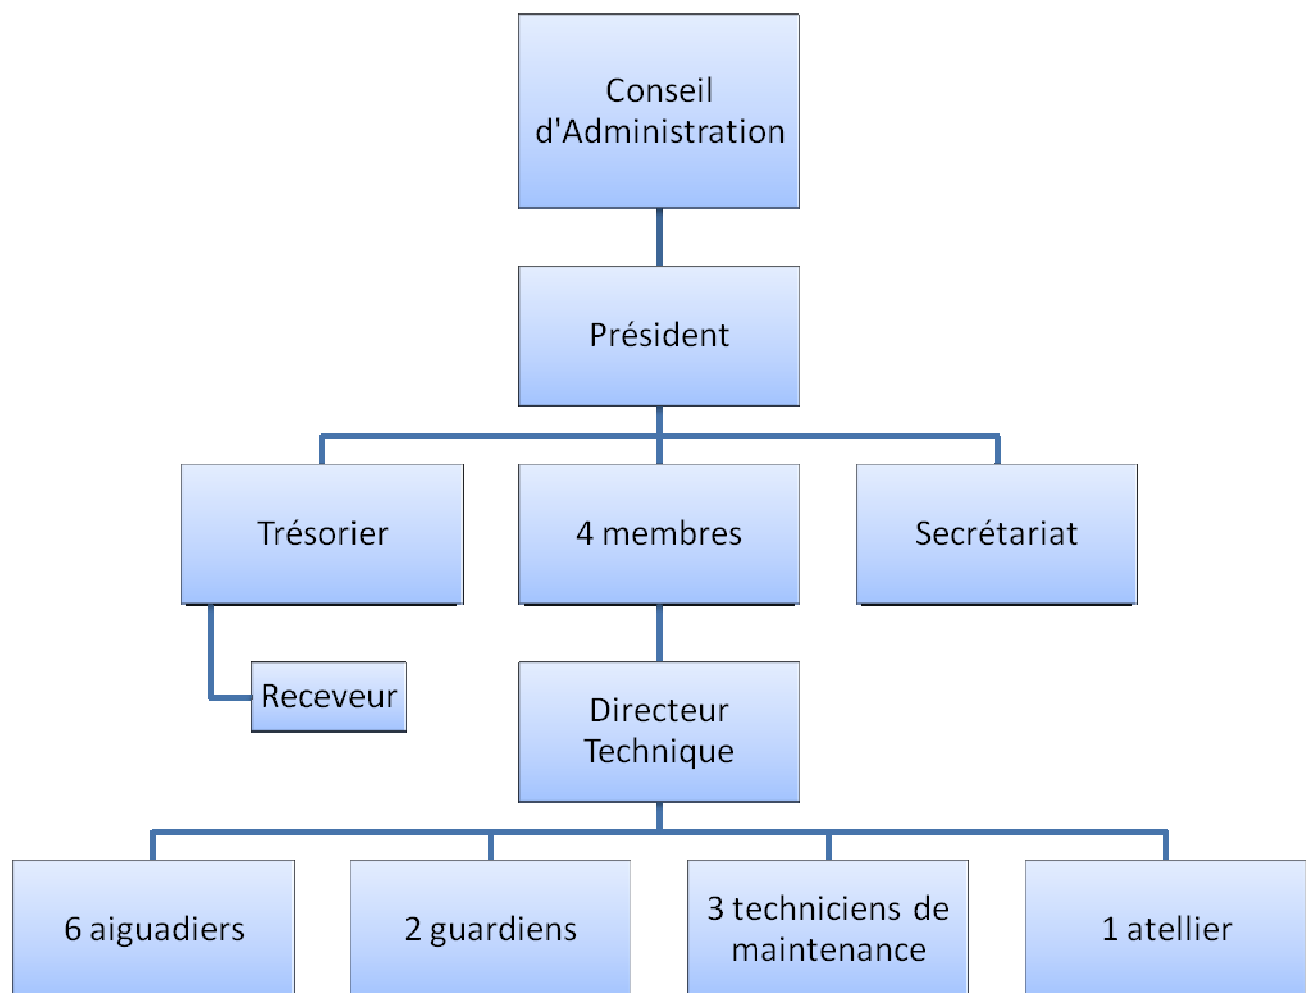 Conseil
d'Administration
Président
Trésorier
4 membres
Secrétariat
Receveur
Directeur
Technique
6 aiguadiers
2 guardiens
3 techniciens de
maintenance
1 atellier